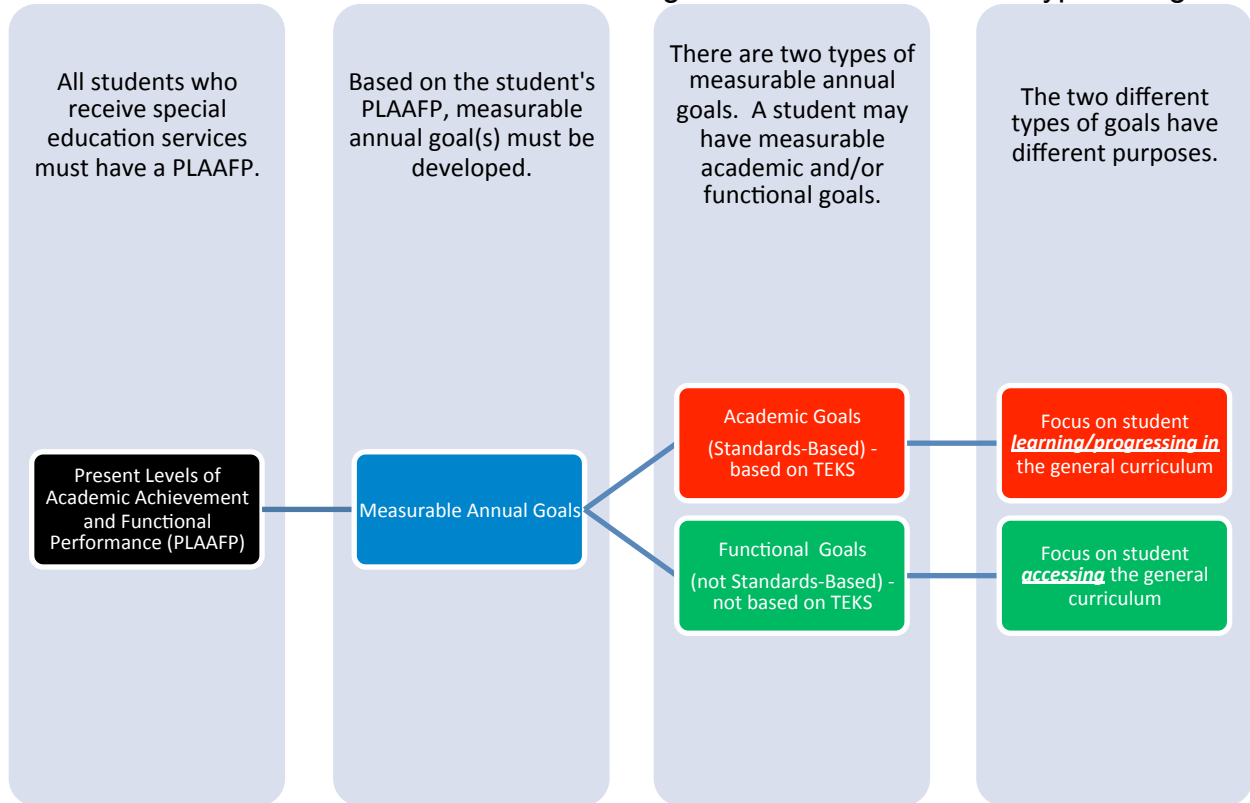 All students who
receive special
education services
must have a PLAAFP.
Based on the student's
PLAAFP, measurable
annual goal(s) must be
developed.
There are two types of
measurable annual
goals.  A student may
have measurable
academic and/or
functional goals.
The two different
types of goals have
different purposes.
Present Levels of
Academic Achievement
and Functional
Performance (PLAAFP)
Measurable Annual Goals
Academic Goals
(Standards-Based) -
based on TEKS
Functional  Goals
(not Standards-Based) -
not based on TEKS
Focus on student
learning/progressing in
the general curriculum
Focus on student
accessing the general
curriculum